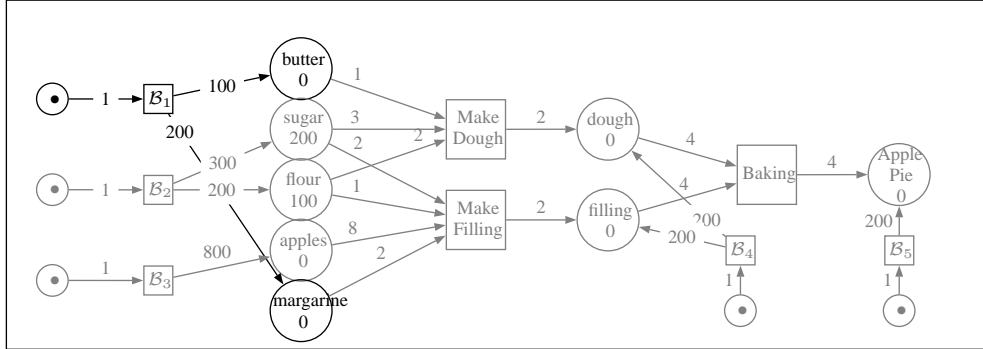 butter
0
1
100
1
B₁
200
3
2
2
sugar
200
Make
Dough
2
dough
0
4
300
1
B₂
200
flour
100
1
4
Baking
4
Apple
Pie
0
Make
Filling
2
filling
0
200
200
B₄
200
B₅
800
1
B₃
apples
0
8
2
1
1
margarine
0